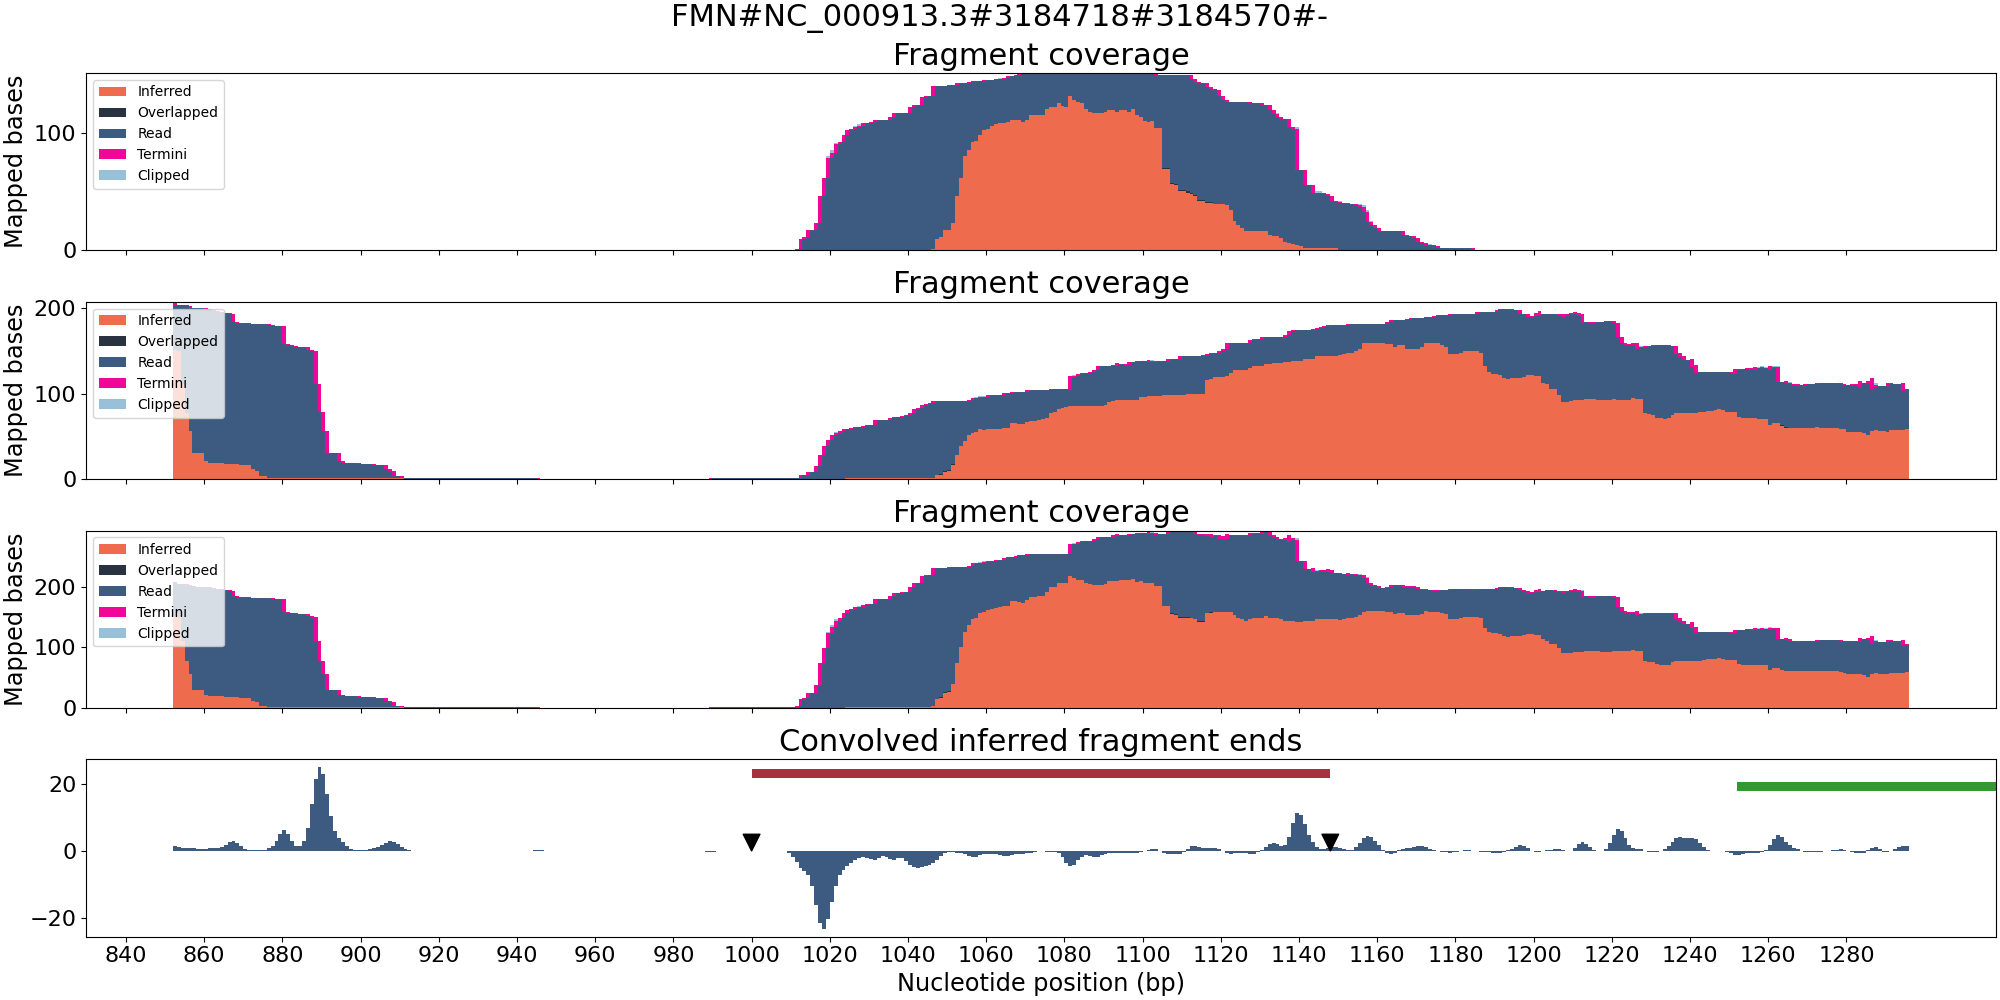 FMN#NC_000913.3#3184718#3184570#-
Fragment coverage
Mapped bases
100
0
Inferred
Overlapped
Read
Termini
Clipped
Fragment coverage
Mapped bases
200
100
0
Inferred
Overlapped
Read
Termini
Clipped
Fragment coverage
Mapped bases
200
100
0
Inferred
Overlapped
Read
Termini
Clipped
Convolved inferred fragment ends
20
0
−20
840 860 880 900 920 940 960 980 1000 1020 1040 1060 1080 1100 1120 1140 1160 1180 1200 1220 1240 1260 1280
Nucleotide position (bp)